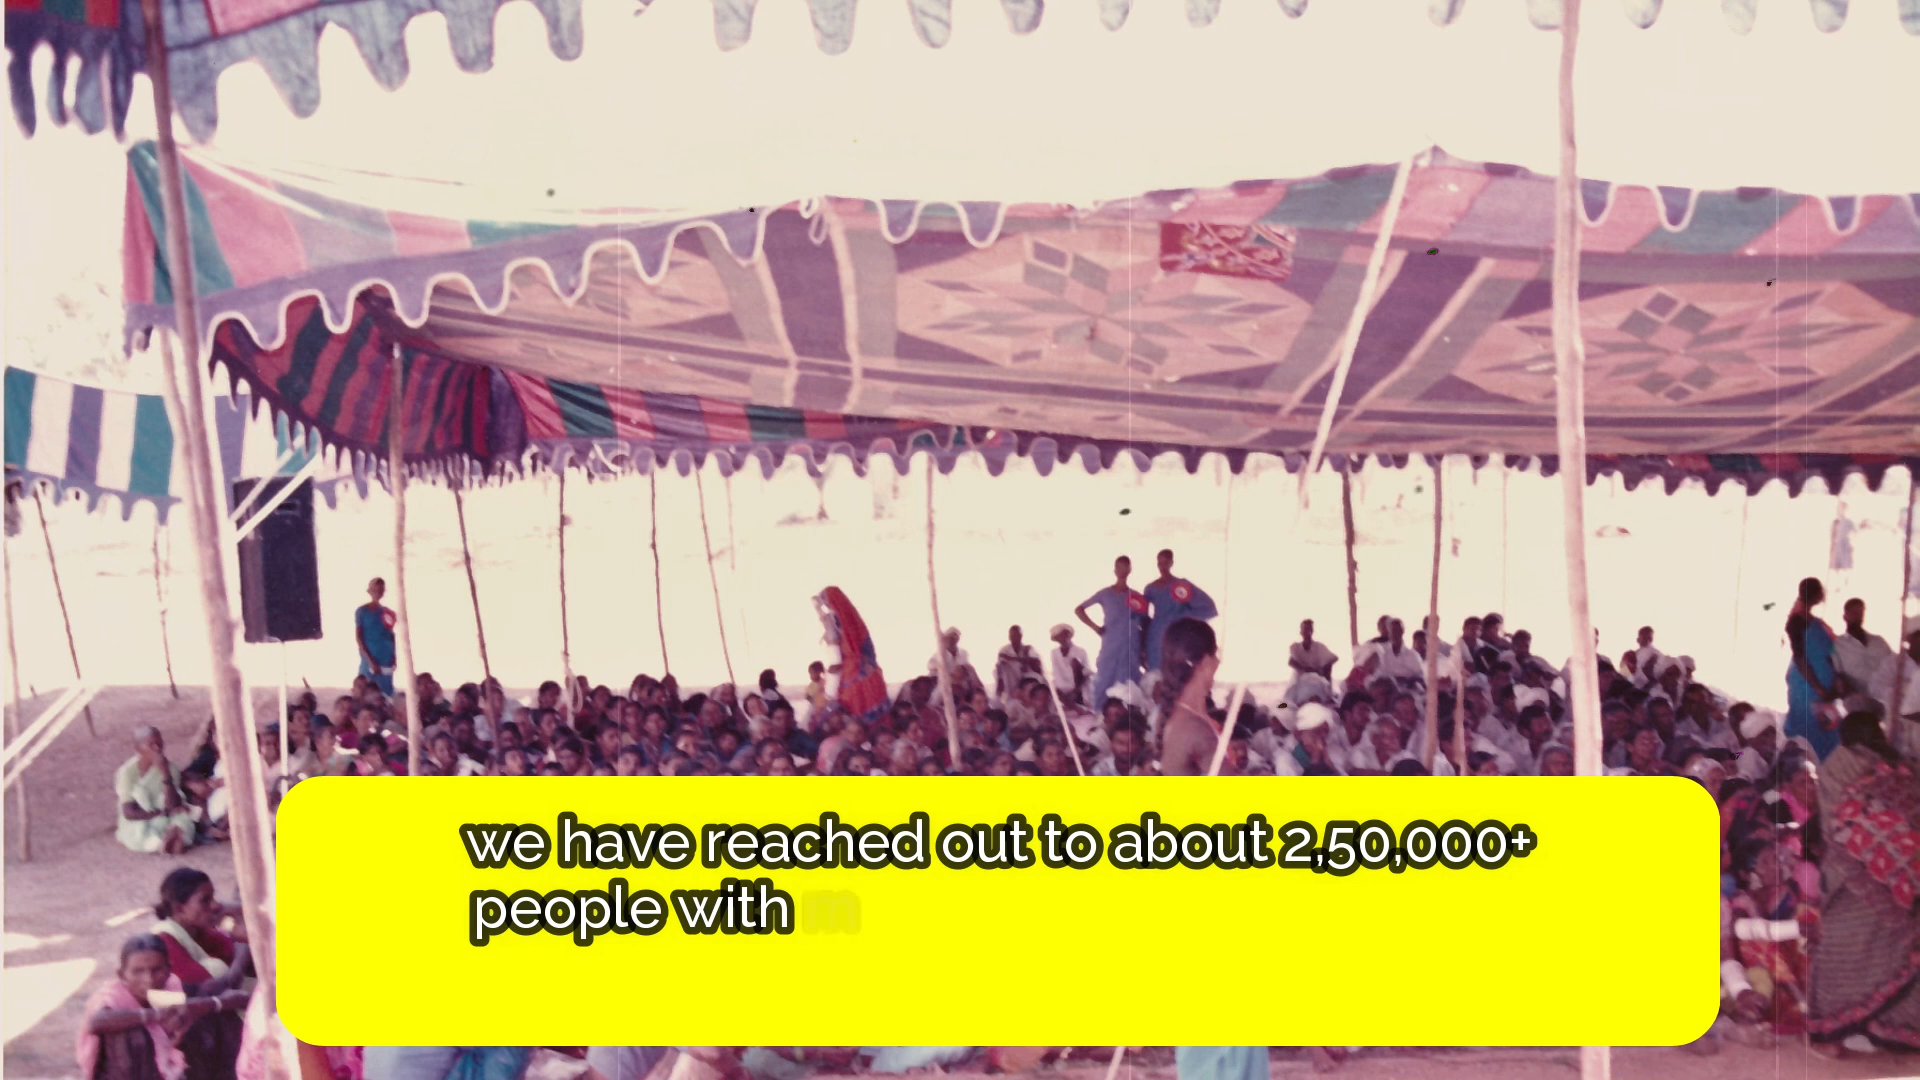 we have reached out to about 2,50,000+
people with m